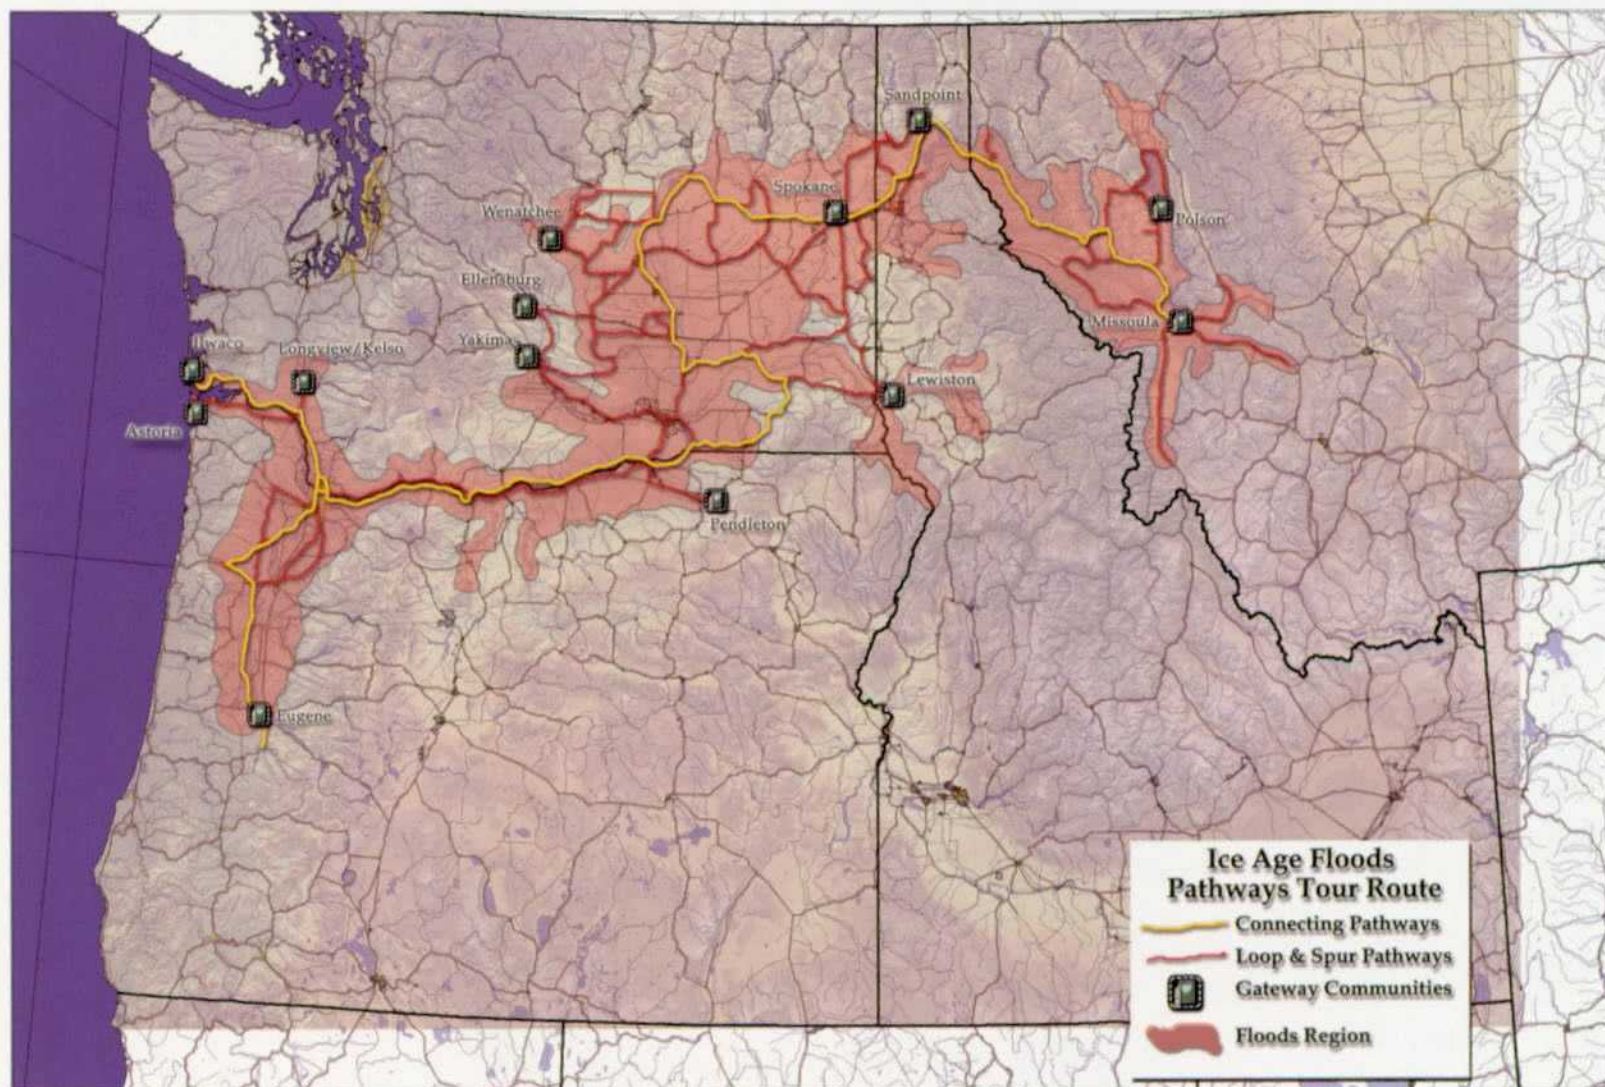 Sandpoint
Spokane
Wenatchee
Polson
Ellensburg
Missoula
Yakima
Ilwaco
Longview/Kelso
Lewiston
Astoria
Pendleton
Eugene
Ice Age Floods
Pathways Tour Route
Connecting Pathways
Loop & Spur Pathways
Gateway Communities
Floods Region